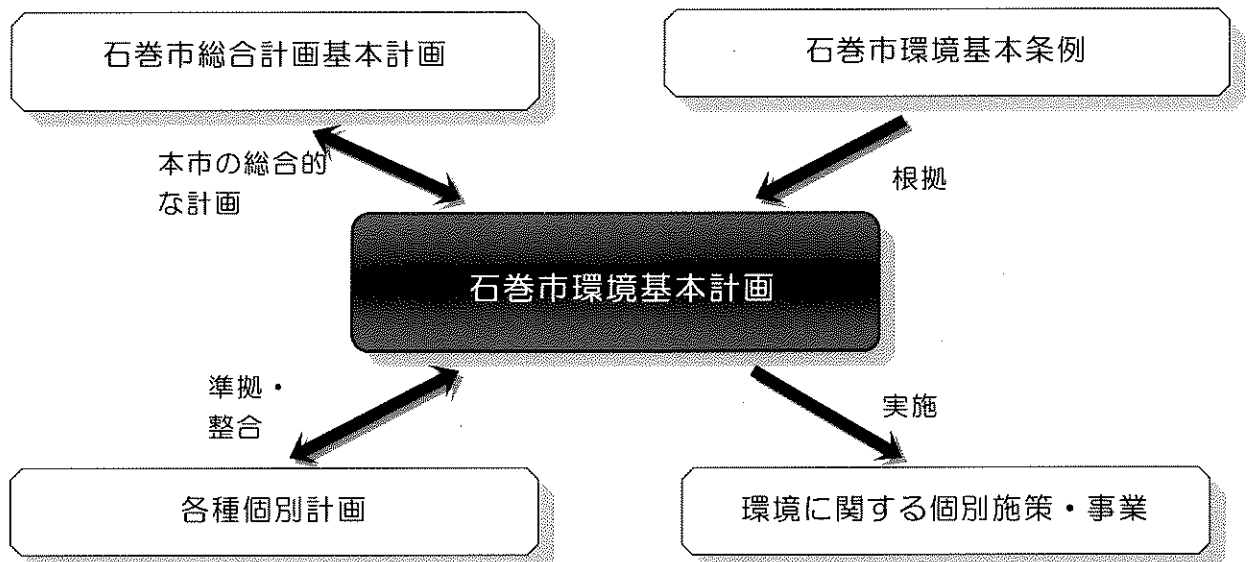 石巻市総合計画基本計画
石巻市環境基本条例
本市の総合的
な計画
根拠
石巻市環境基本計画
準拠・
整合
実施
各種個別計画
環境に関する個別施策・事業